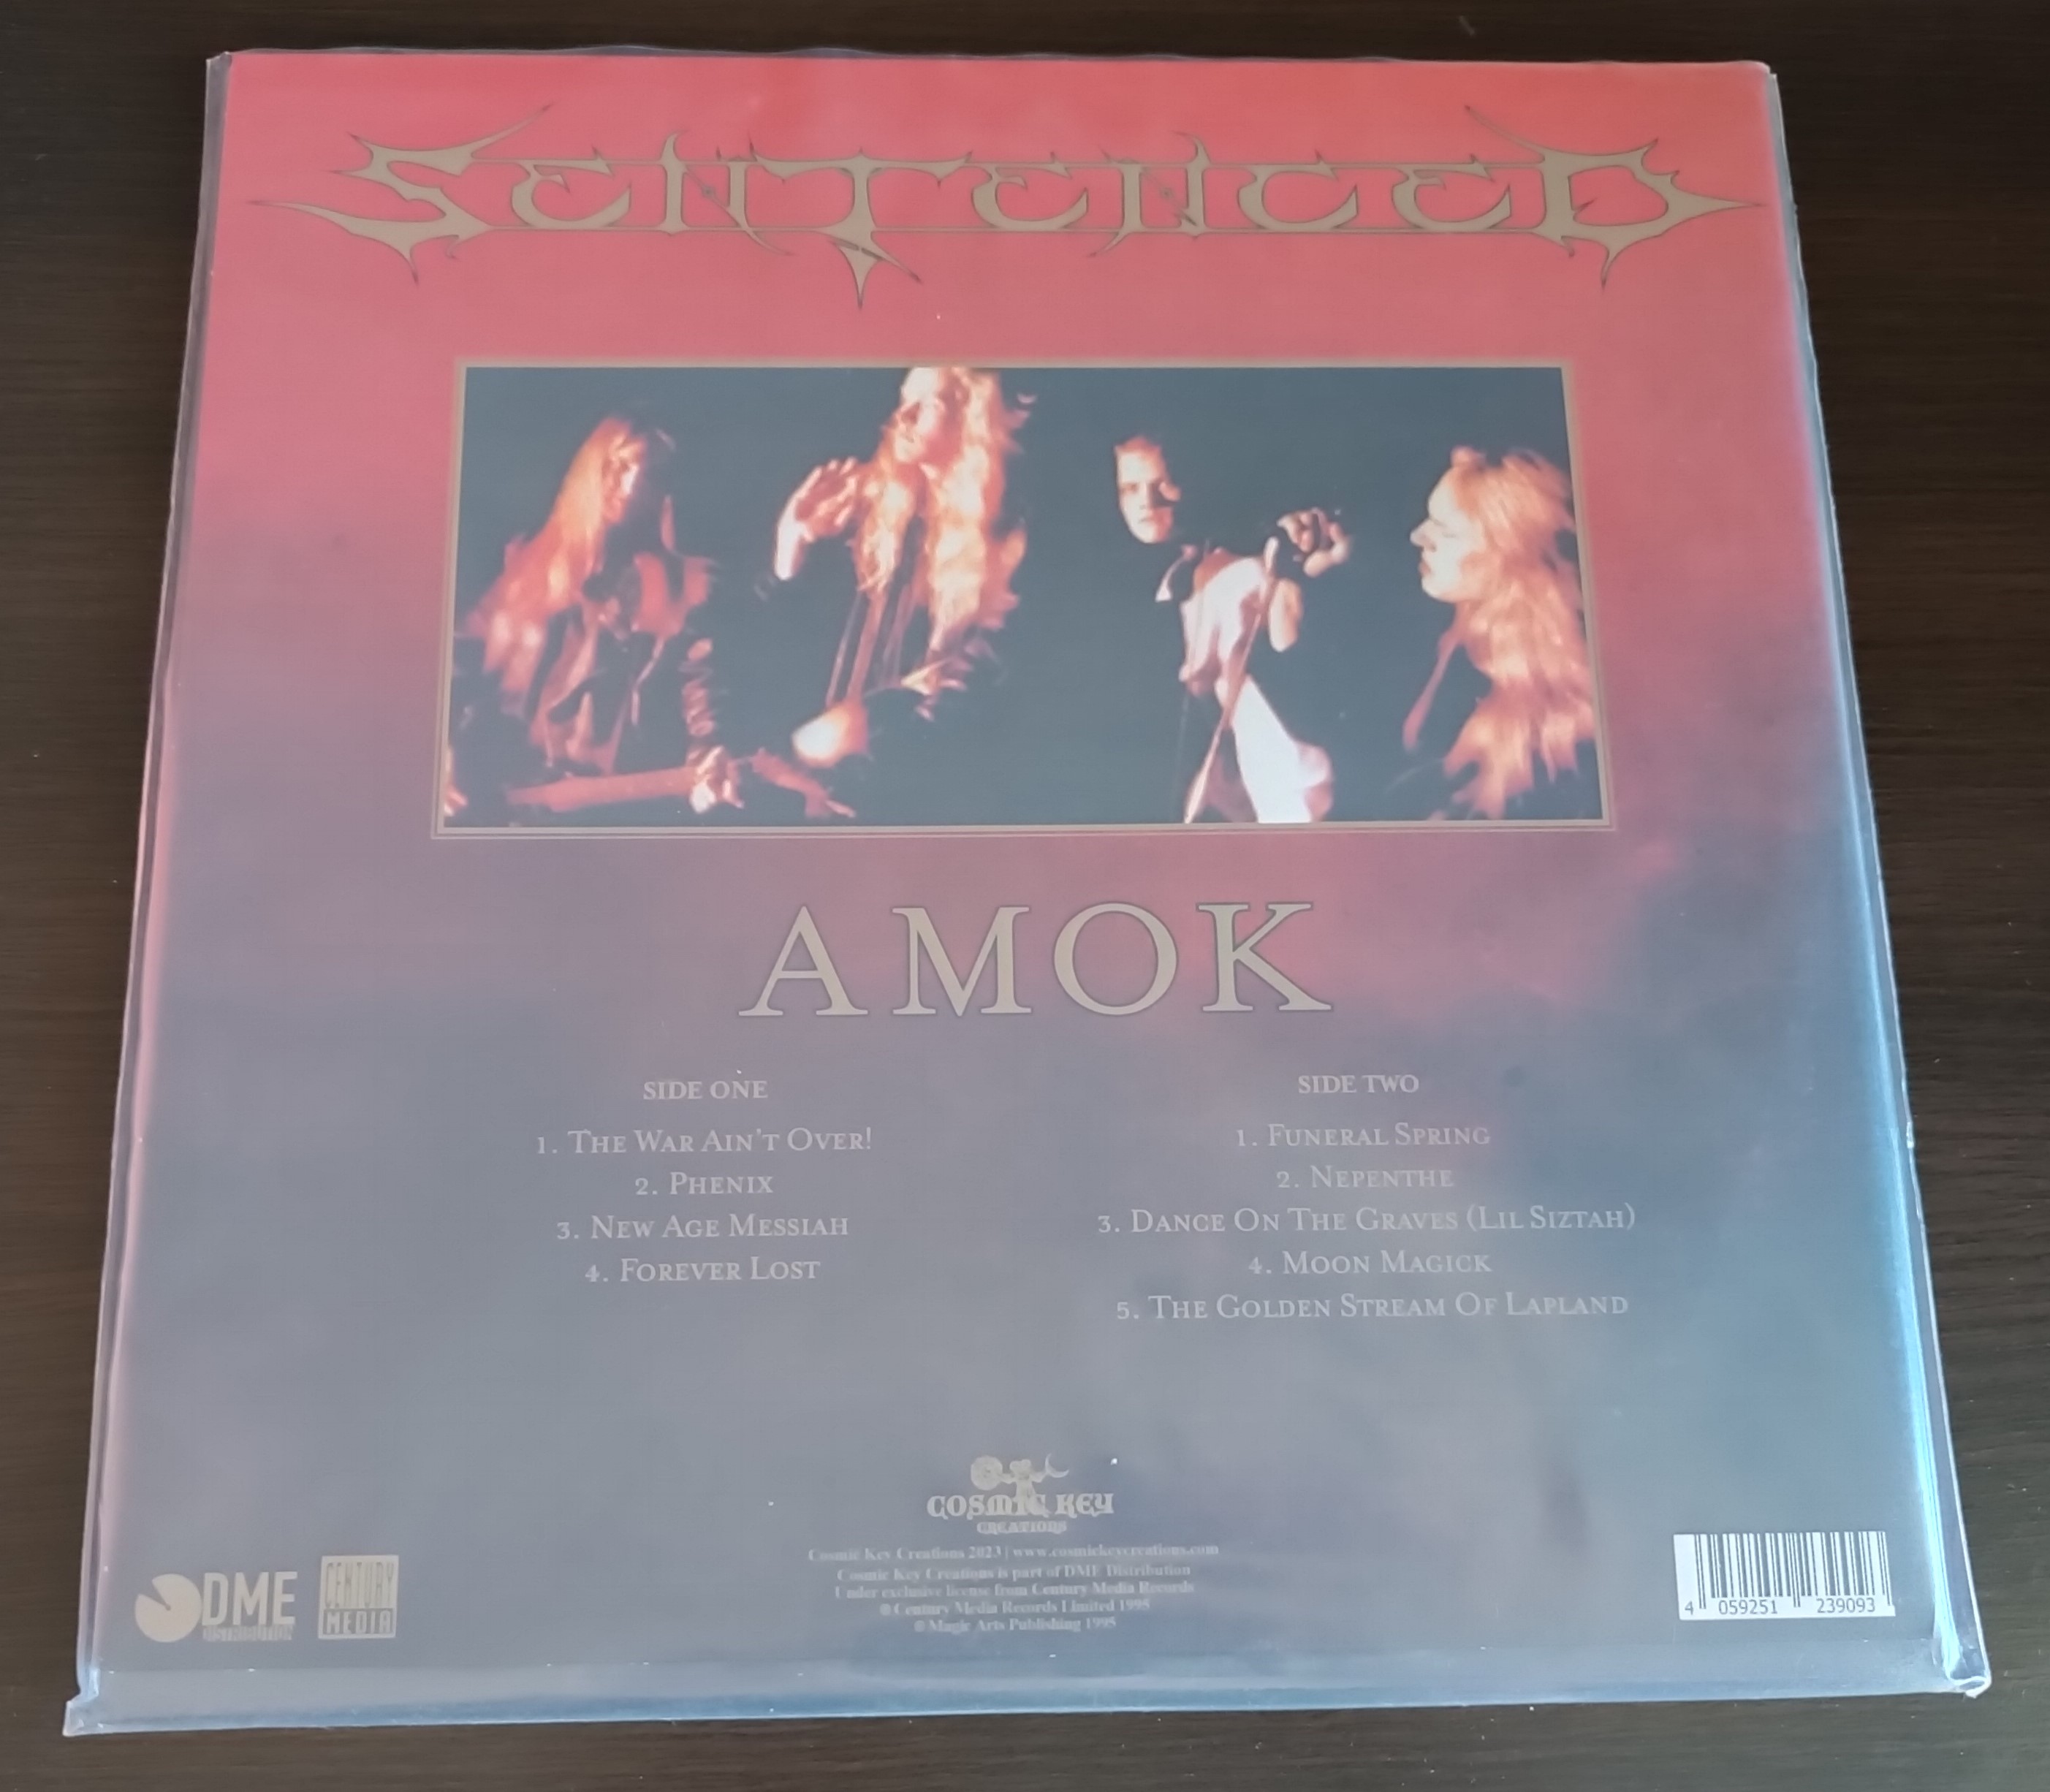 SENTENCED
AMOK
SIDE ONE
1. THE WAR AIN'T OVER!
2. PHENIX
3. NEW AGE MESSIAH
4. FOREVER LOST
SIDE TWO
1. FUNERAL SPRING
2. NEPENTHE
3. DANCE ON THE GRAVES (LIL SIZTAH)
4. MOON MAGICK
5. THE GOLDEN STREAM OF LAPLAND
COSMIC KEY
CREATIONS
Cosmic Key Creations 2023 | www.cosmickeycreations.com
Cosmic Key Creations is part of DME Distribution
Under exclusive license from Century Media Records
℗ Century Media Records Limited 1995
© Magic Arts Publishing 1995
DME
DISTRIBUTION
CENTURY
MEDIA
4 059251 239093